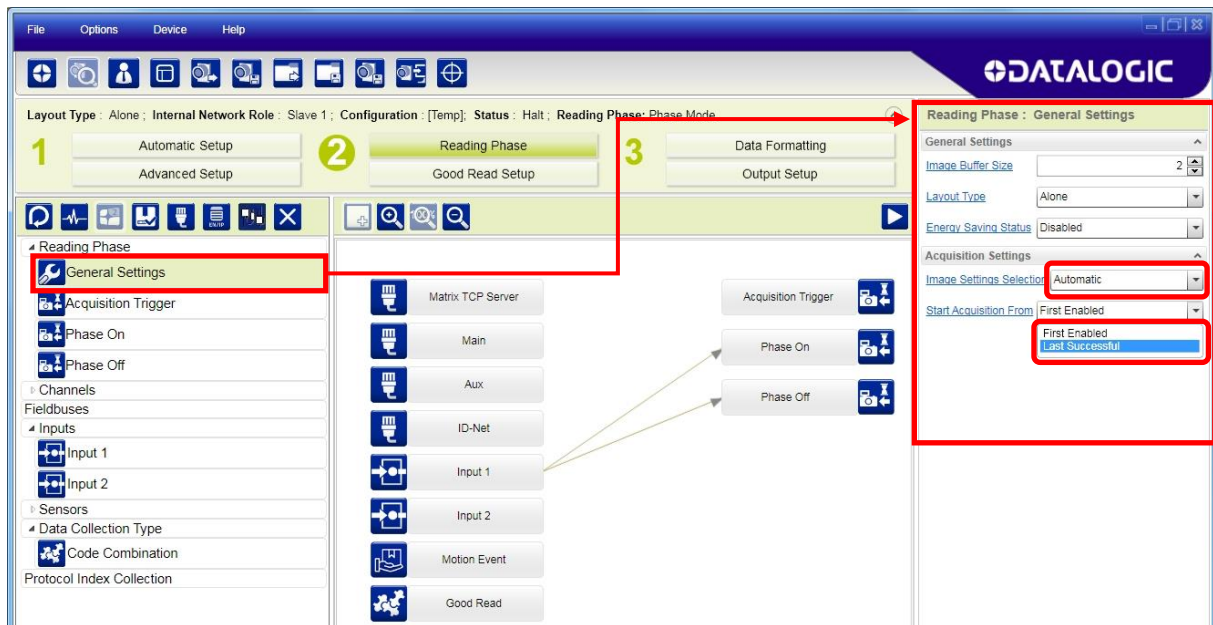 File Options Device Help
DATALOGIC
Layout Type : Alone ; Internal Network Role : Slave 1 ; Configuration : [Temp]; Status : Halt ; Reading Phase: Phase Mode
1 Automatic Setup
Advanced Setup
2 Reading Phase
Good Read Setup
3 Data Formatting
Output Setup
EN/IP
Reading Phase
General Settings
Acquisition Trigger
Phase On
Phase Off
Channels
Fieldbuses
Inputs
Input 1
Input 2
Sensors
Data Collection Type
Code Combination
Protocol Index Collection
Matrix TCP Server
Main
Aux
ID-Net
Input 1
Input 2
Motion Event
Good Read
Acquisition Trigger
Phase On
Phase Off
Reading Phase : General Settings
General Settings
Image Buffer Size 2
Layout Type Alone
Energy Saving Status Disabled
Acquisition Settings
Image Settings Selection Automatic
Start Acquisition From First Enabled
First Enabled
Last Successful